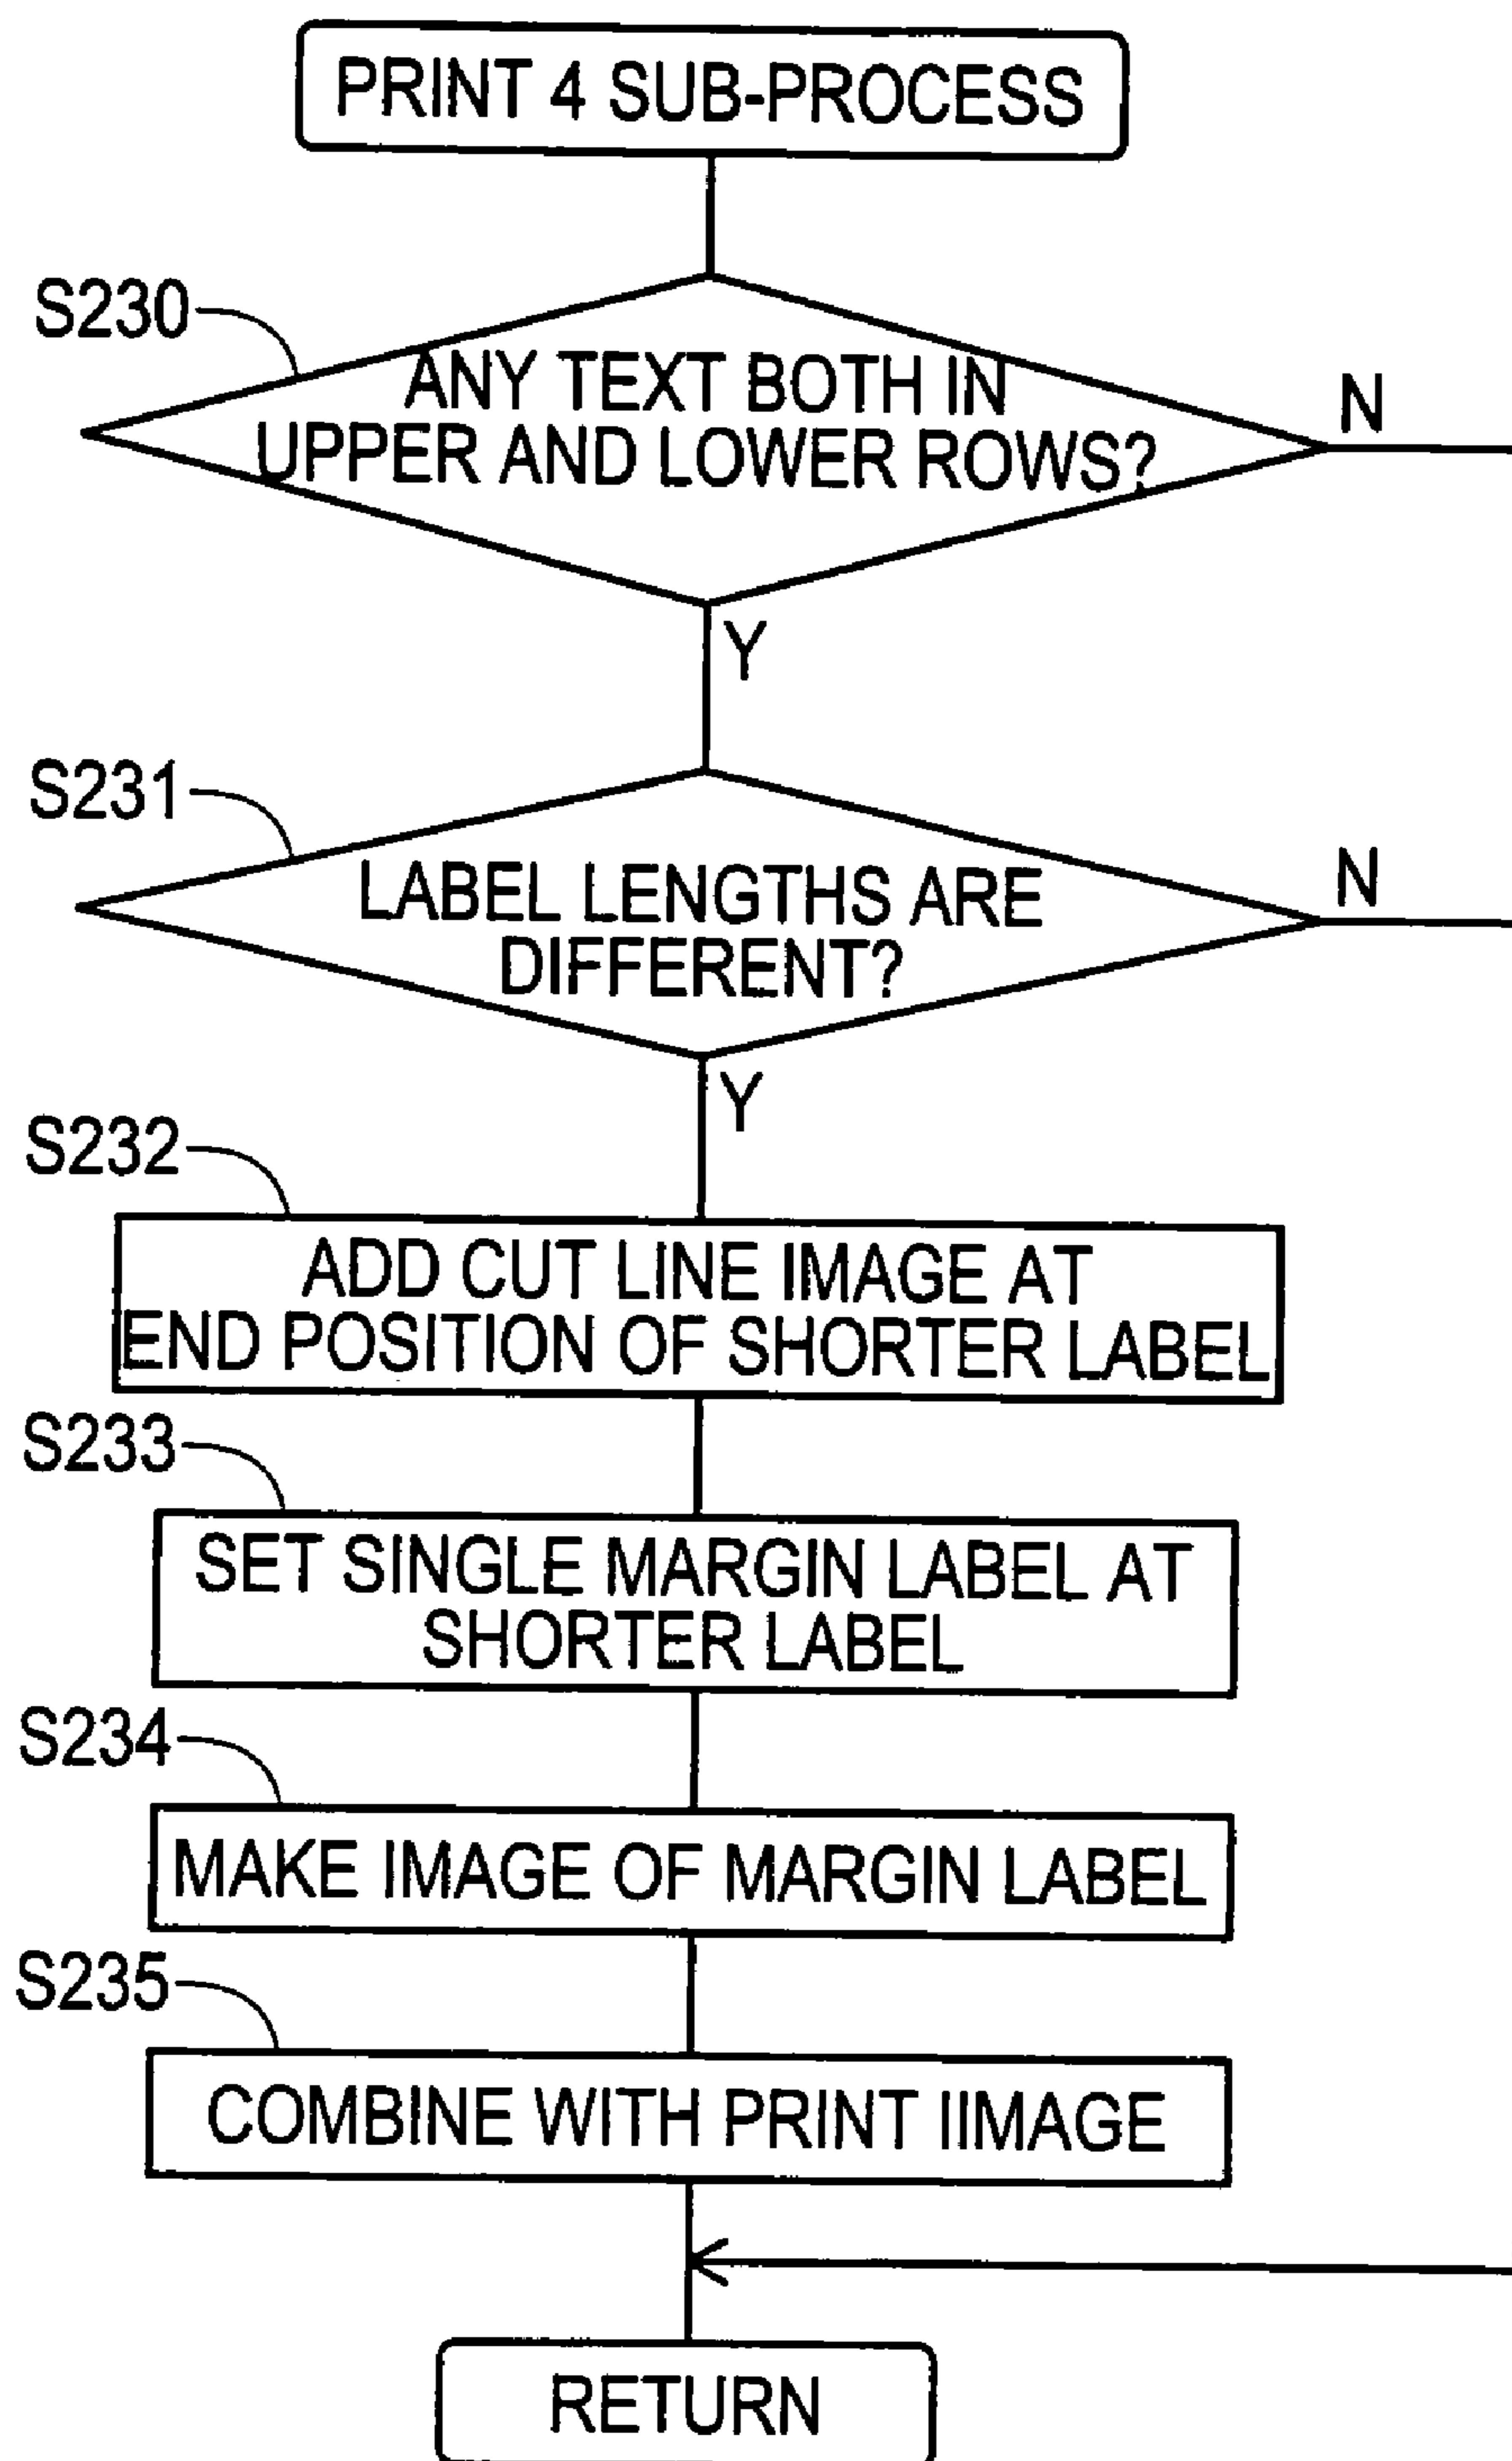 PRINT 4 SUB-PROCESS
S230
ANY TEXT BOTH IN
UPPER AND LOWER ROWS?
N
Y
S231
LABEL LENGTHS ARE
DIFFERENT?
N
Y
S232
ADD CUT LINE IMAGE AT
END POSITION OF SHORTER LABEL
S233
SET SINGLE MARGIN LABEL AT
SHORTER LABEL
S234
MAKE IMAGE OF MARGIN LABEL
S235
COMBINE WITH PRINT IIMAGE
RETURN